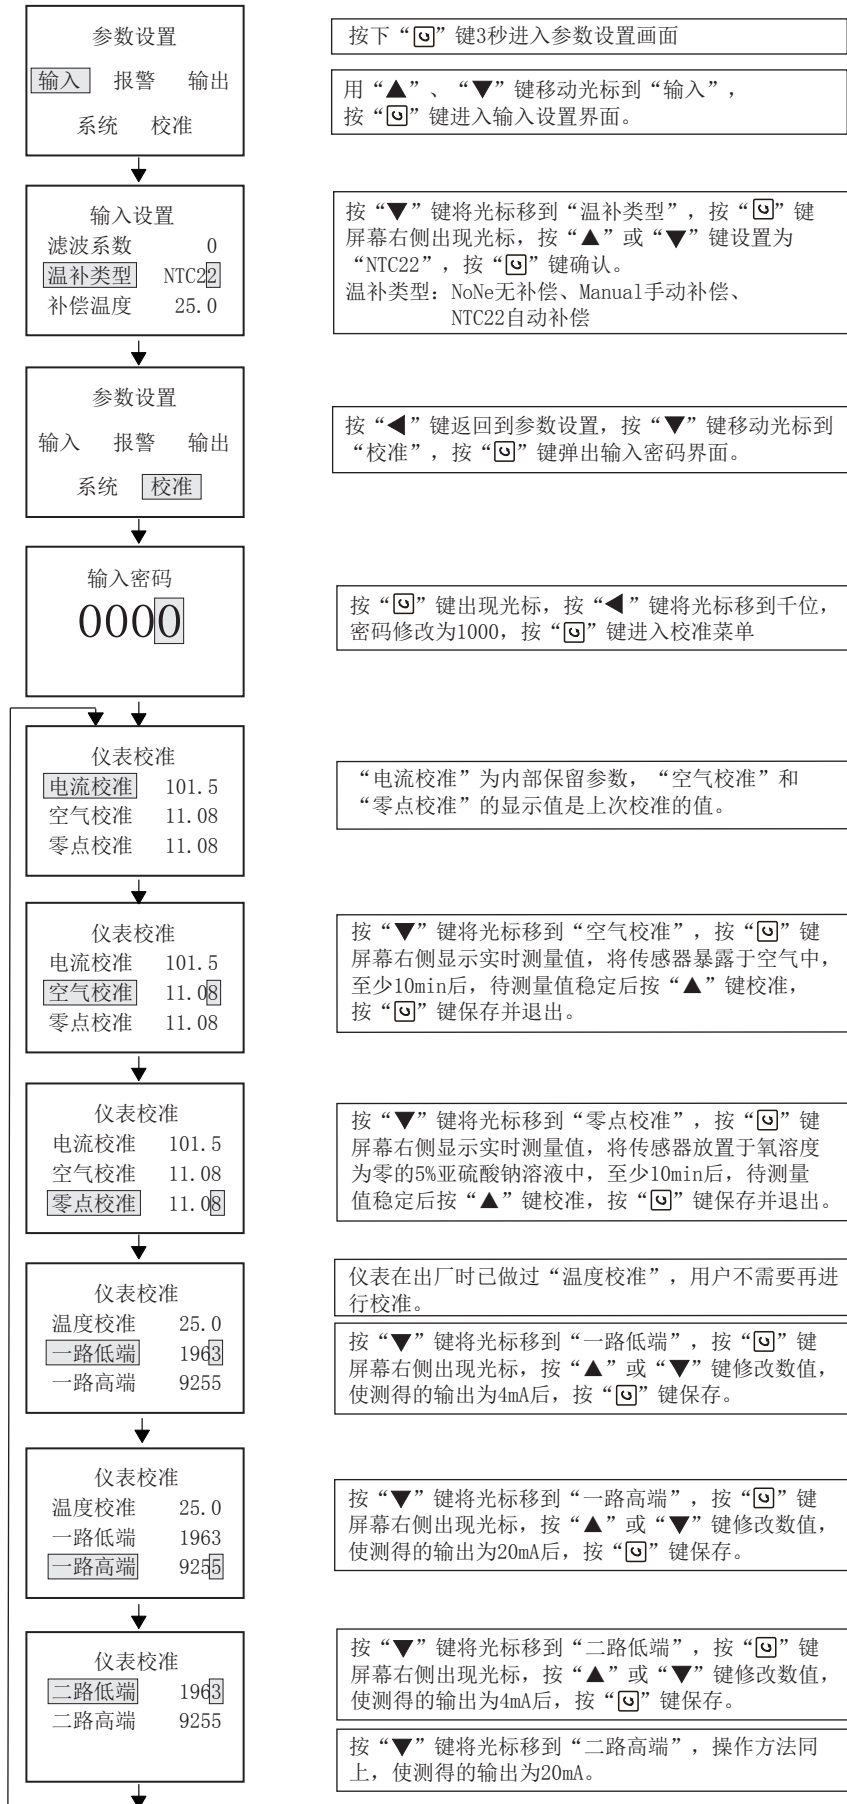 参数设置
输入 报警 输出
系统 校准
按下“”键3秒进入参数设置画面
用“▲”、“▼”键移动光标到“输入”,
按“”键进入输入设置界面。
输入设置
滤波系数 0
温补类型 NTC22
补偿温度 25.0
按“▼”键将光标移到“温补类型”,按“”键
屏幕右侧出现光标，按“▲”或“▼”键设置为
“NTC22”,按“”键确认。
温补类型：NoNe无补偿、Manual手动补偿、
NTC22自动补偿
参数设置
输入 报警 输出
系统 校准
按“◀”键返回到参数设置，按“▼”键移动光标到
“校准”,按“”键弹出输入密码界面。
输入密码
0000
按“”键出现光标，按“◀”键将光标移到千位，
密码修改为1000，按“”键进入校准菜单
仪表校准
电流校准 101.5
空气校准 11.08
零点校准 11.08
“电流校准”为内部保留参数，“空气校准”和
“零点校准”的显示值是上次校准的值。
仪表校准
电流校准 101.5
空气校准 11.08
零点校准 11.08
按“▼”键将光标移到“空气校准”,按“”键
屏幕右侧显示实时测量值，将传感器暴露于空气中，
至少10min后，待测量值稳定后按“▲”键校准，
按“”键保存并退出。
仪表校准
电流校准 101.5
空气校准 11.08
零点校准 11.08
按“▼”键将光标移到“零点校准”,按“”键
屏幕右侧显示实时测量值，将传感器放置于氧溶度
为零的5%亚硫酸钠溶液中，至少10min后，待测量
值稳定后按“▲”键校准，按“”键保存并退出。
仪表校准
温度校准 25.0
一路低端 1963
一路高端 9255
仪表在出厂时已做过“温度校准”,用户不需要再进
行校准。
按“▼”键将光标移到“一路低端”,按“”键
屏幕右侧出现光标，按“▲”或“▼”键修改数值，
使测得的输出为4mA后，按“”键保存。
仪表校准
温度校准 25.0
一路低端 1963
一路高端 9255
按“▼”键将光标移到“一路高端”,按“”键
屏幕右侧出现光标，按“▲”或“▼”键修改数值，
使测得的输出为20mA后，按“”键保存。
仪表校准
二路低端 1963
二路高端 9255
按“▼”键将光标移到“二路低端”,按“”键
屏幕右侧出现光标，按“▲”或“▼”键修改数值，
使测得的输出为4mA后，按“”键保存。
按“▼”键将光标移到“二路高端”,操作方法同
上，使测得的输出为20mA。